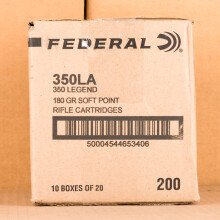 FEDERAL
350LA
350 LEGEND
180 GR SOFT POINT
RIFLE CARTRIDGES
50004544653406
10 BOXES OF 20
200